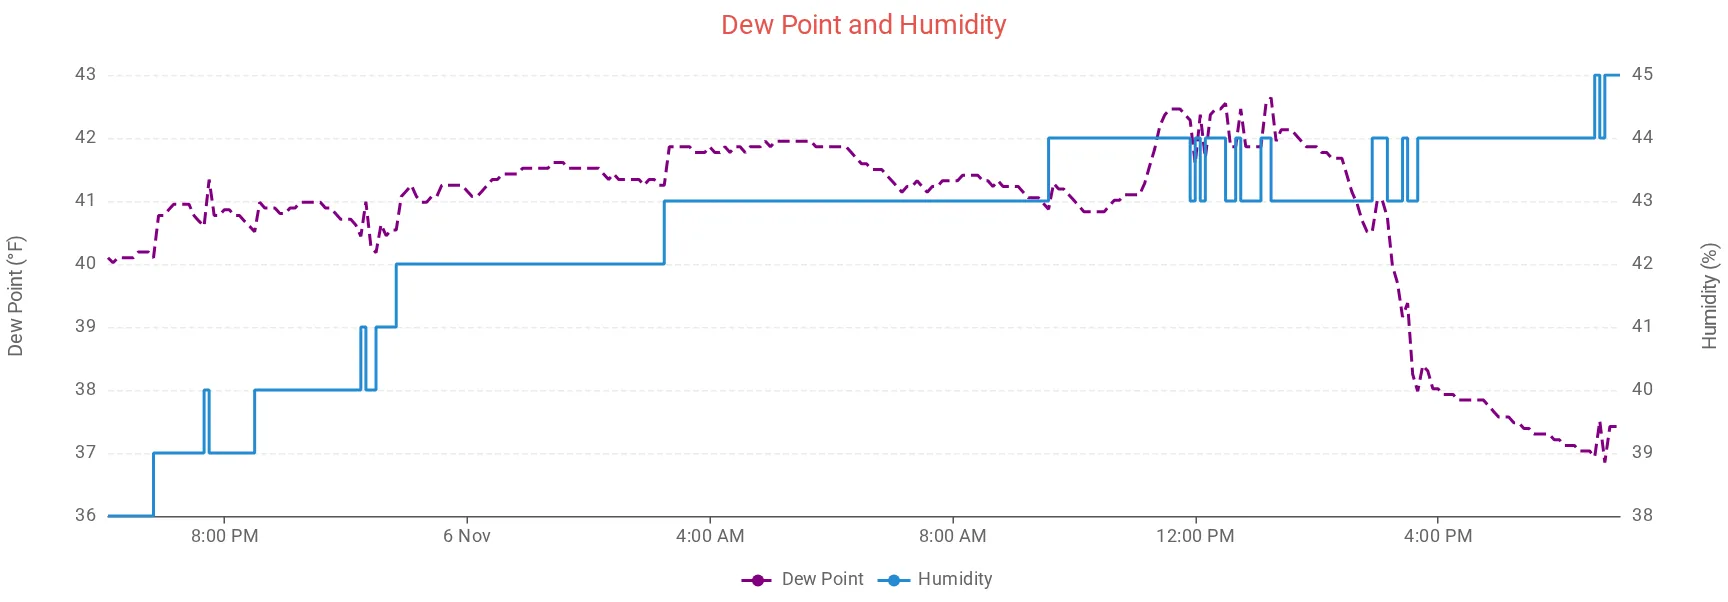 Dew Point and Humidity
43
42
41
40
39
38
37
36
Dew Point (°F)
45
44
43
42
41
40
39
38
Humidity (%)
8:00 PM
6 Nov
4:00 AM
8:00 AM
12:00 PM
4:00 PM
Dew Point
Humidity